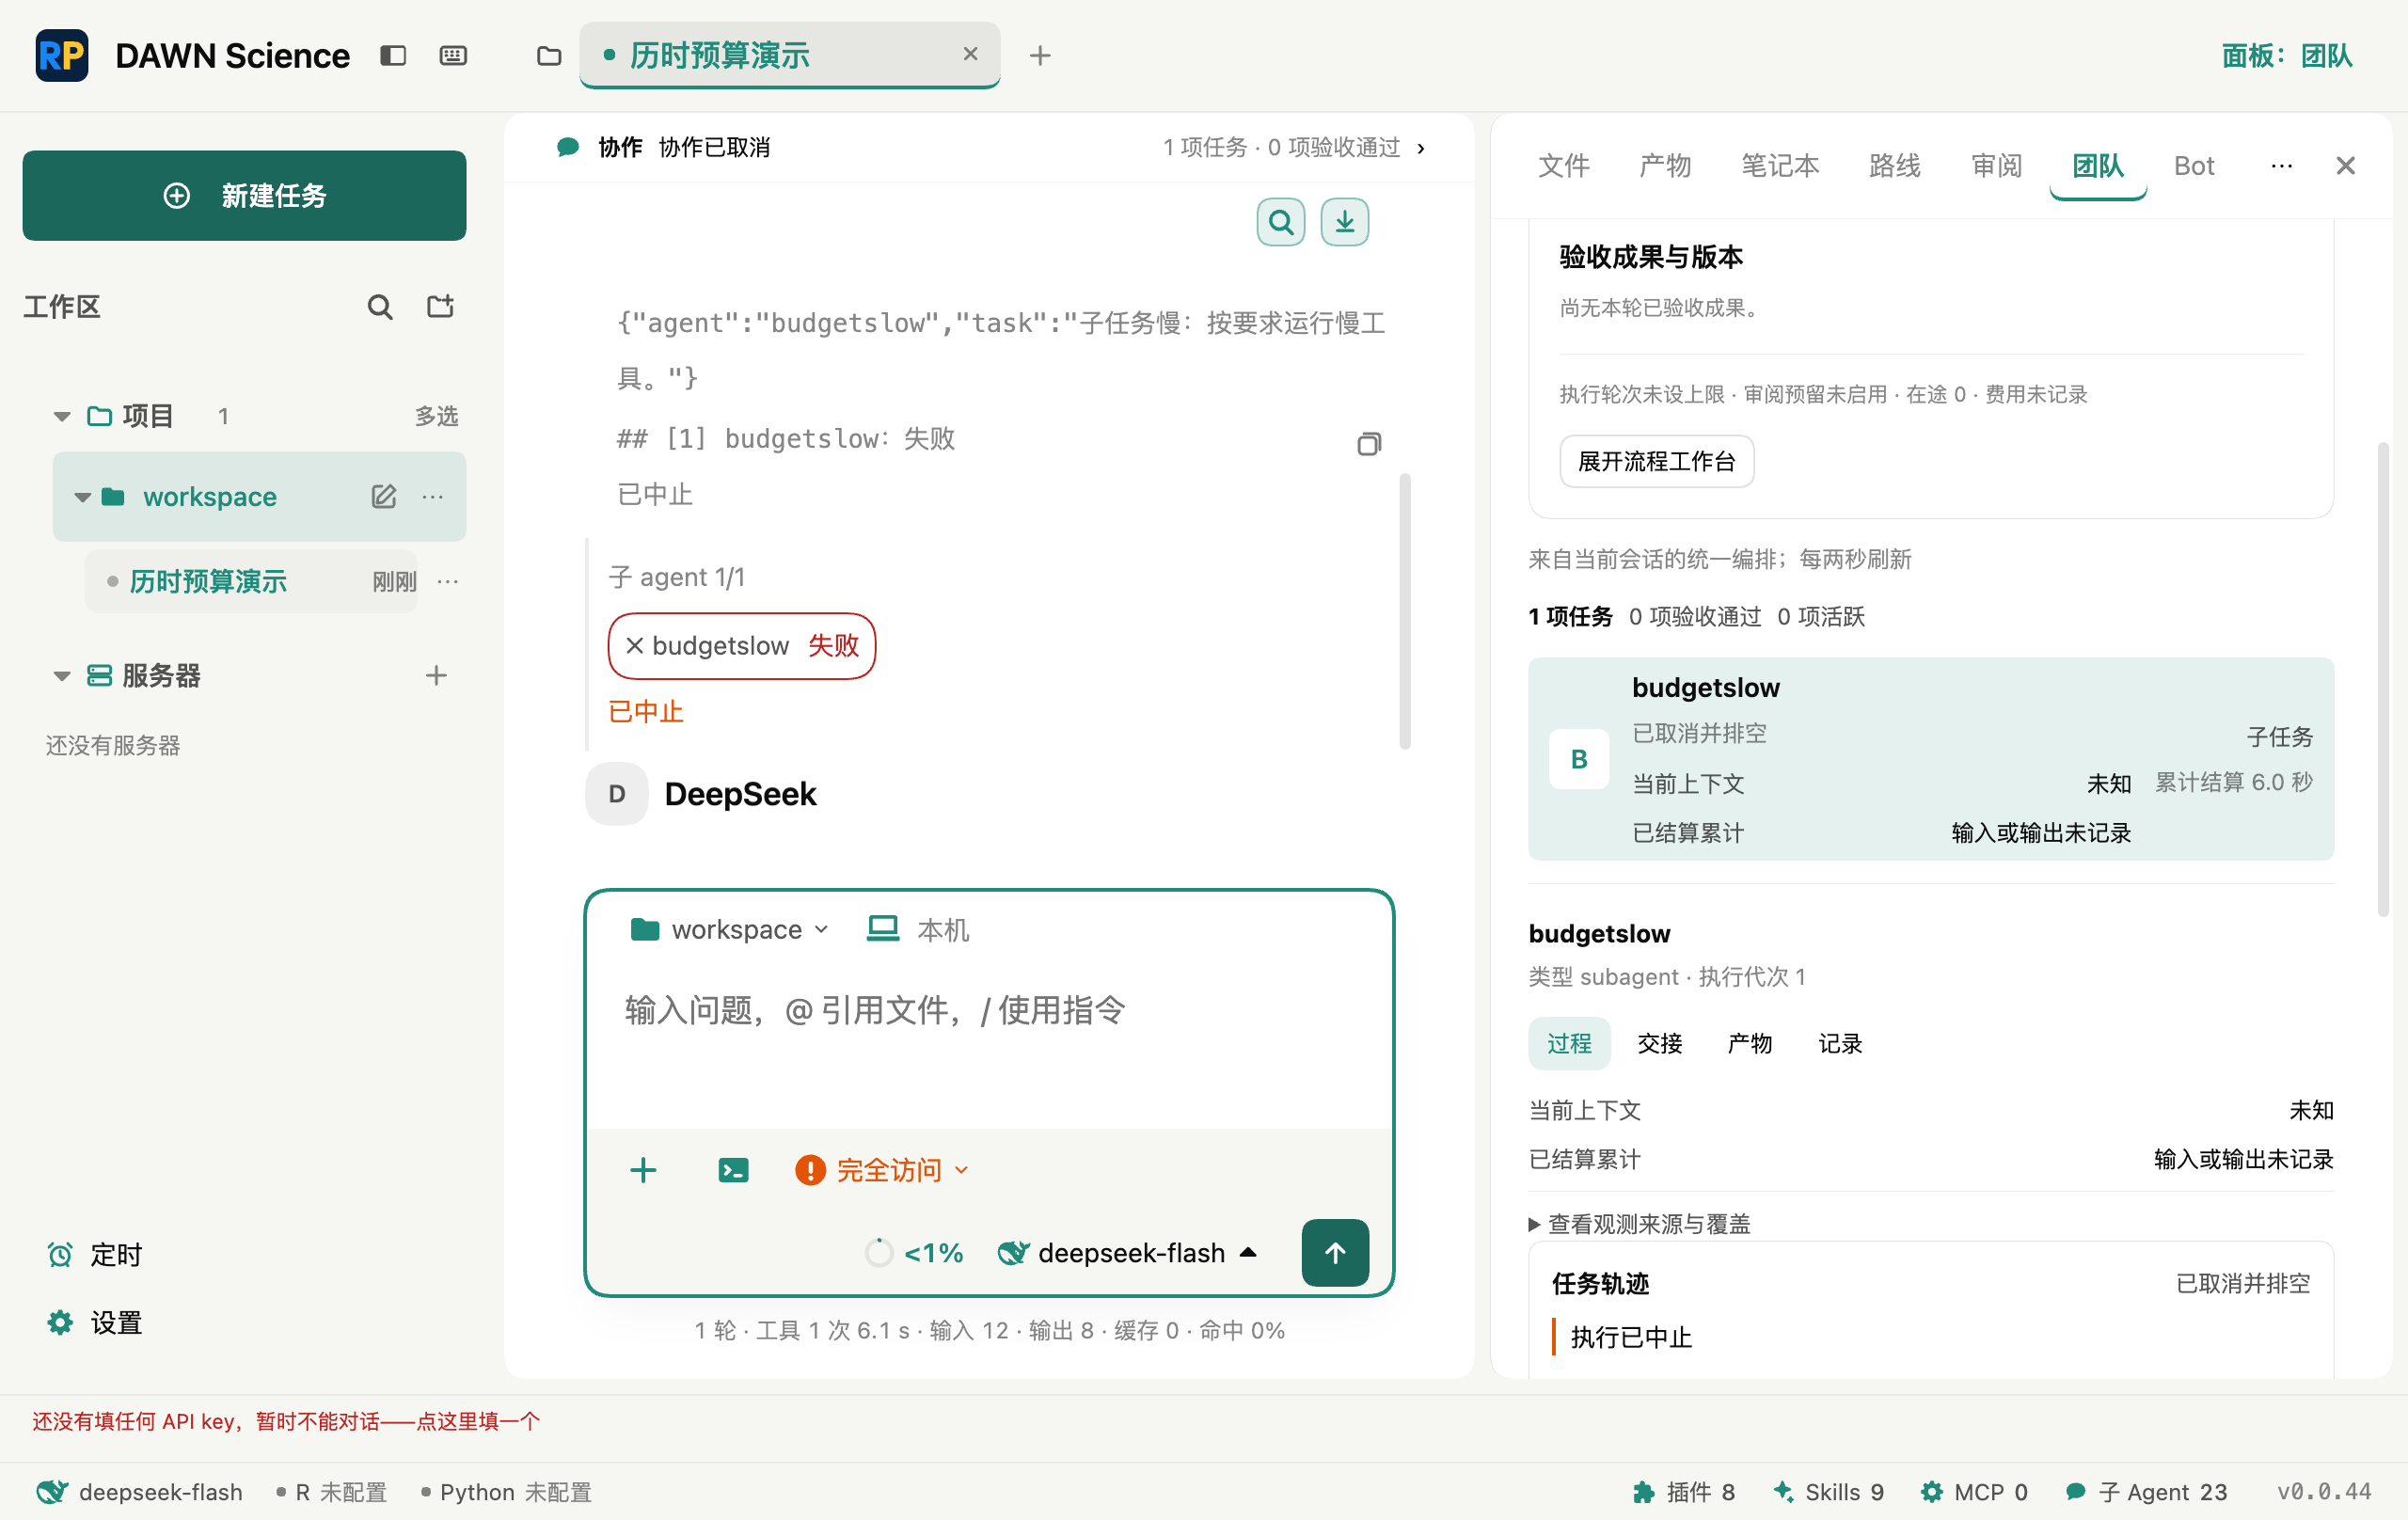 RP DAWN Science
历时预算演示
面板：团队
新建任务
工作区
项目 1 多选
workspace
历时预算演示 刚刚
服务器
还没有服务器
定时
设置
协作 协作已取消 1 项任务 · 0 项验收通过 ›
{"agent":"budgetslow","task":"子任务慢：按要求运行慢工
具。"}
## [1] budgetslow：失败
已中止
子 agent 1/1
budgetslow 失败
已中止
D DeepSeek
workspace 本机
输入问题，@ 引用文件，/ 使用指令
完全访问
<1% deepseek-flash
1 轮 · 工具 1 次 6.1 s · 输入 12 · 输出 8 · 缓存 0 · 命中 0%
文件 产物 笔记本 路线 审阅 团队 Bot ···
验收成果与版本
尚无本轮已验收成果。
执行轮次未设上限 · 审阅预留未启用 · 在途 0 · 费用未记录
展开流程工作台
来自当前会话的统一编排；每两秒刷新
1 项任务 0 项验收通过 0 项活跃
B
budgetslow
已取消并排空 子任务
当前上下文 未知 累计结算 6.0 秒
已结算累计 输入或输出未记录
budgetslow
类型 subagent · 执行代次 1
过程 交接 产物 记录
当前上下文 未知
已结算累计 输入或输出未记录
查看观测来源与覆盖
任务轨迹 已取消并排空
执行已中止
还没有填任何 API key，暂时不能对话——点这里填一个
deepseek-flash R 未配置 Python 未配置
插件 8 Skills 9 MCP 0 子 Agent 23 v0.0.44